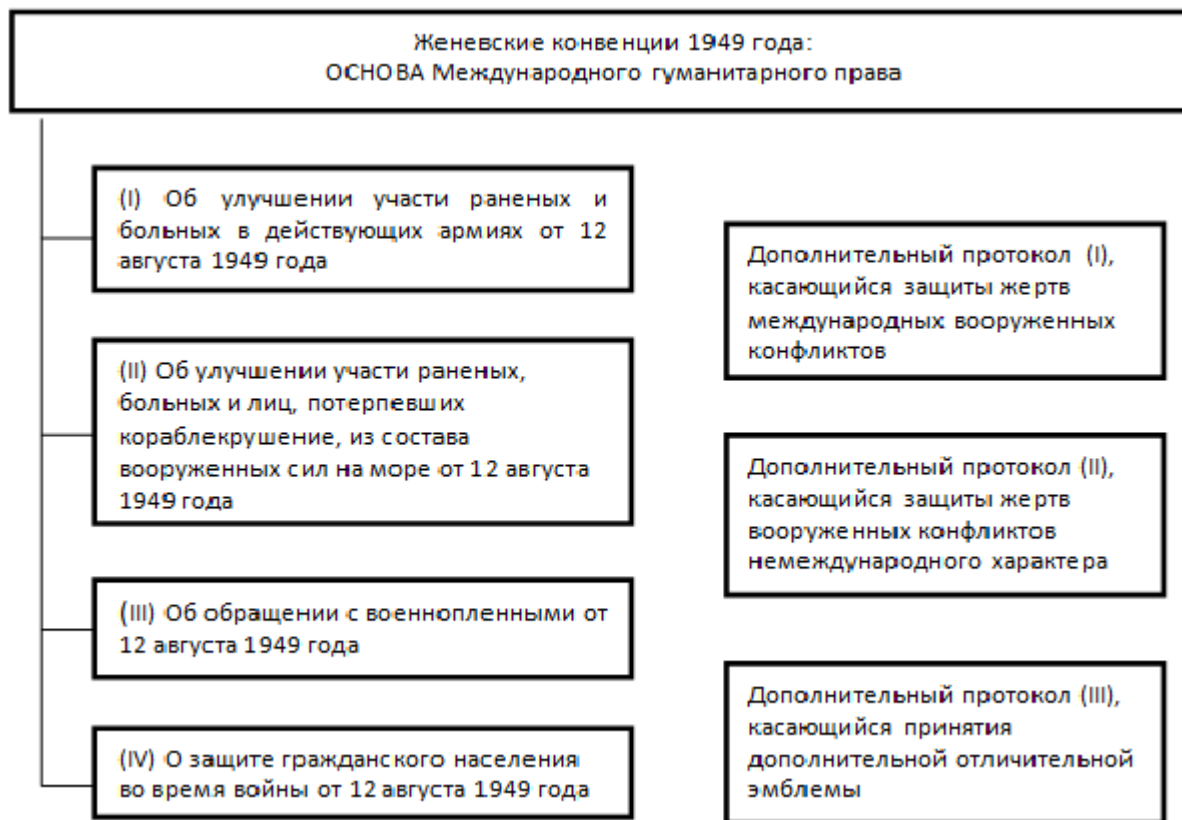 Женевские конвенции 1949 года:
ОСНОВА Международного гуманитарного права
(I) Об улучшении участи раненых и
больных в действующих армиях от 12
августа 1949 года
(II) Об улучшении участи раненых,
больных и лиц, потерпевших
кораблекрушение, из состава
вооруженных сил на море от 12 августа
1949 года
(III) Об обращении с военнопленными от
12 августа 1949 года
(IV) О защите гражданского населения
во время войны от 12 августа 1949 года
Дополнительный протокол (I),
касающийся защиты жертв
международных вооруженных
конфликтов
Дополнительный протокол (II),
касающийся защиты жертв
вооруженных конфликтов
немеждународного характера
Дополнительный протокол (III),
касающийся принятия
дополнительной отличительной
эмблемы